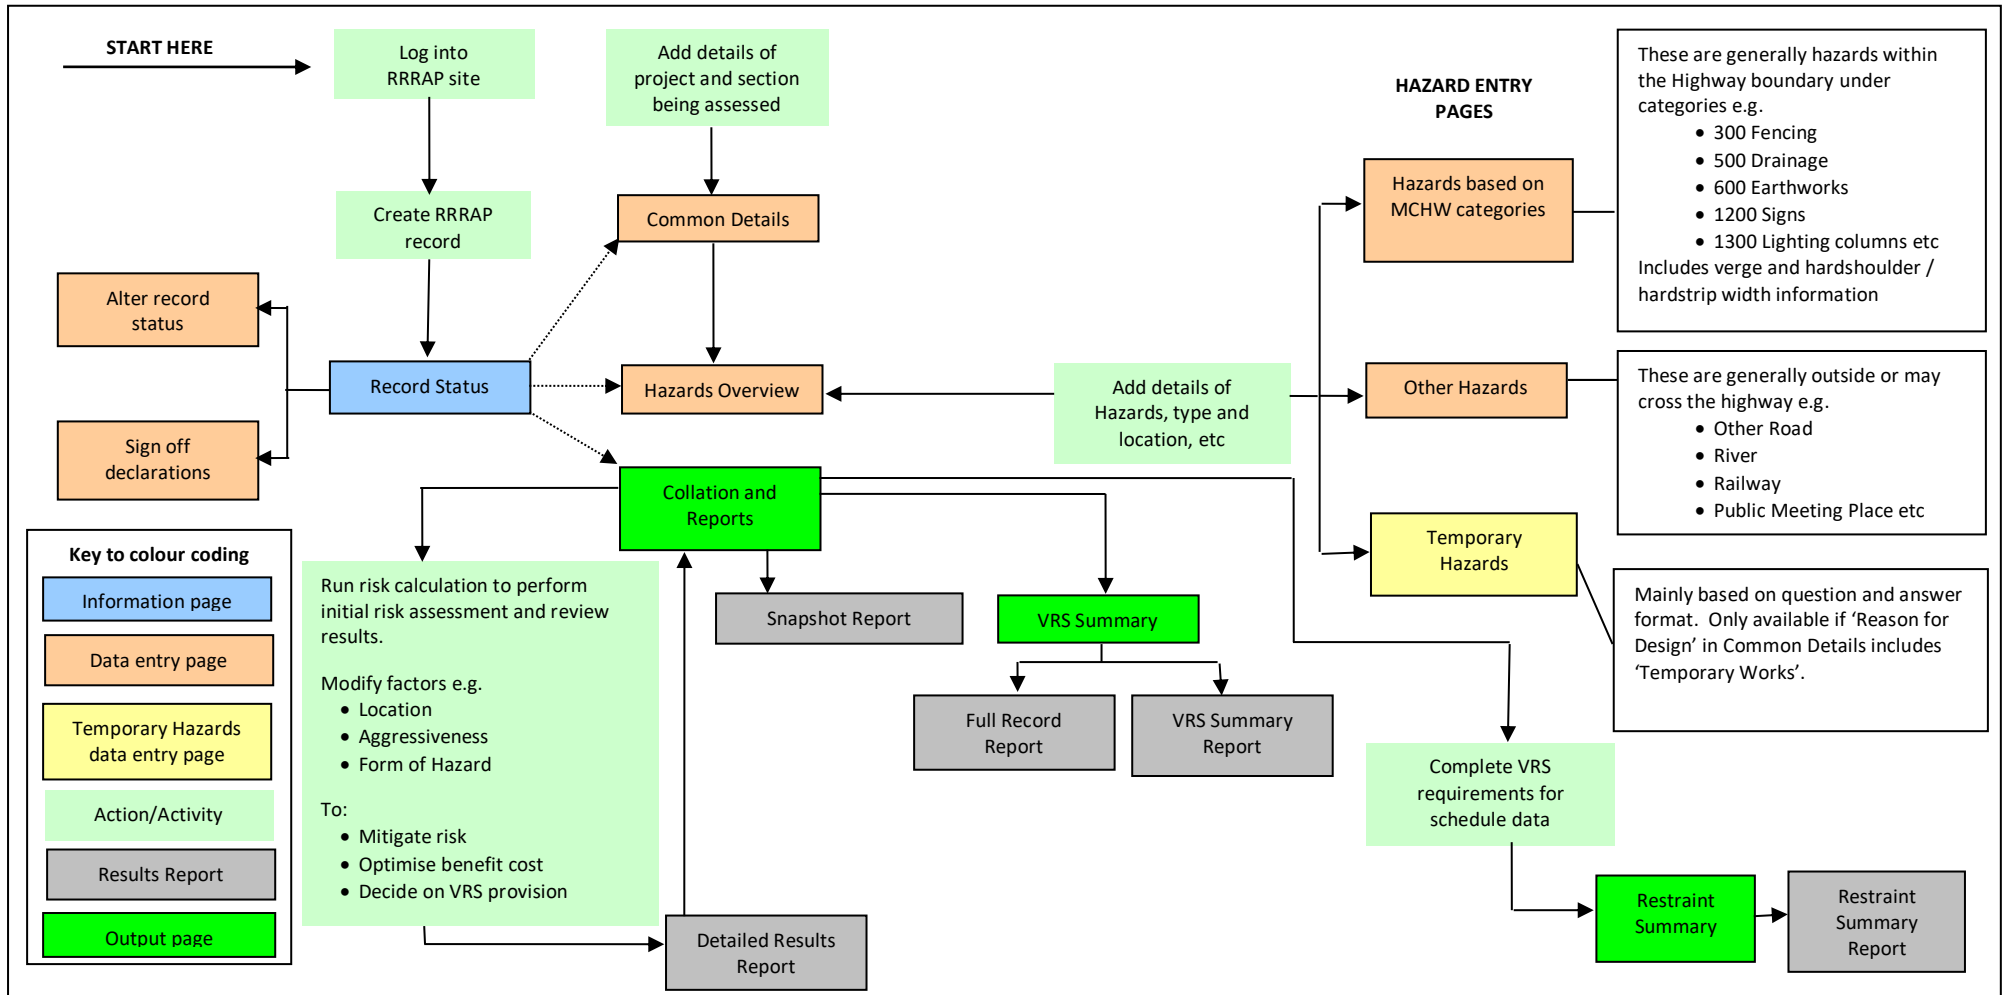 START HERE
Log into
RRRAP site
Add details of
project and section
being assessed
HAZARD ENTRY
PAGES
These are generally hazards within
the Highway boundary under
categories e.g.
• 300 Fencing
• 500 Drainage
• 600 Earthworks
• 1200 Signs
• 1300 Lighting columns etc
Includes verge and hardshoulder /
hardstrip width information
Create RRRAP
record
Common Details
Hazards based on
MCHW categories
Alter record
status
Record Status
Hazards Overview
Add details of
Hazards, type and
location, etc
Other Hazards
These are generally outside or may
cross the highway e.g.
• Other Road
• River
• Railway
• Public Meeting Place etc
Sign off
declarations
Collation and
Reports
Temporary
Hazards
Mainly based on question and answer
format.  Only available if ‘Reason for
Design’ in Common Details includes
‘Temporary Works’.
Key to colour coding
Information page
Data entry page
Temporary Hazards
data entry page
Action/Activity
Results Report
Output page
Run risk calculation to perform
initial risk assessment and review
results.
Modify factors e.g.
• Location
• Aggressiveness
• Form of Hazard
To:
• Mitigate risk
• Optimise benefit cost
• Decide on VRS provision
Snapshot Report
VRS Summary
Full Record
Report
VRS Summary
Report
Complete VRS
requirements for
schedule data
Detailed Results
Report
Restraint
Summary
Restraint
Summary
Report